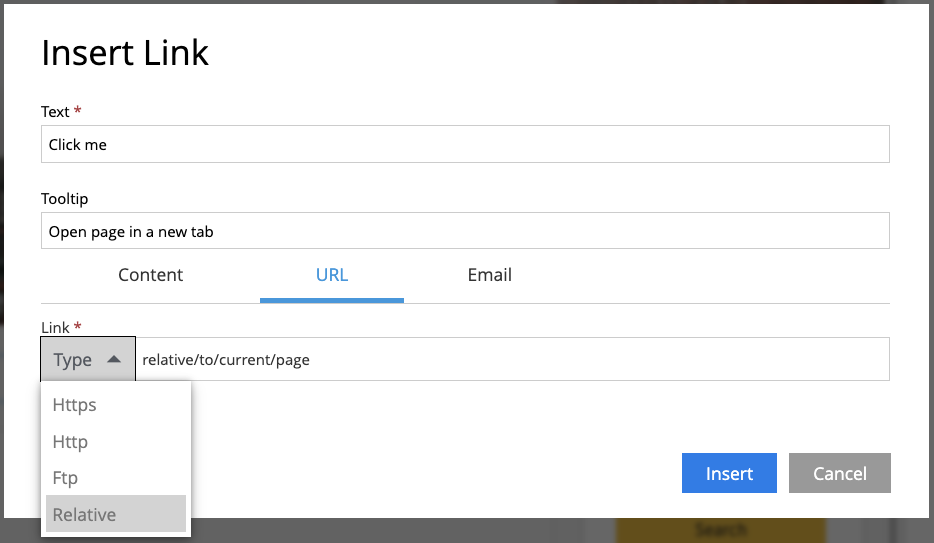 Insert Link
Text *
Click me
Tooltip
Open page in a new tab
Content URL Email
Link *
Type relative/to/current/page
Https
Http
Ftp
Relative
Insert Cancel
Search